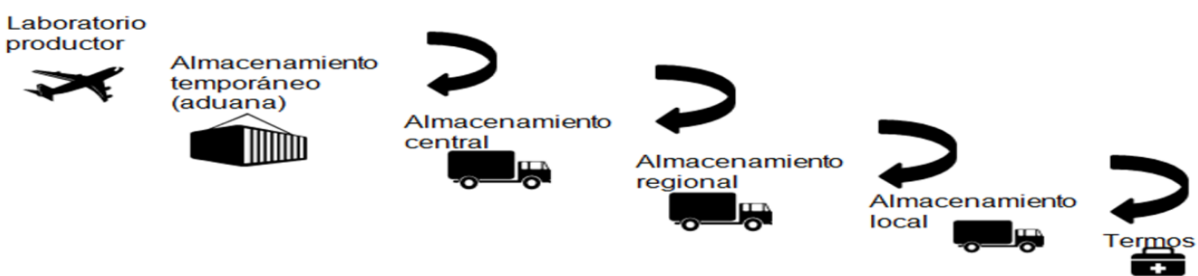 Laboratorio
productor
Almacenamiento
temporáneo
(aduana)
Almacenamiento
central
Almacenamiento
regional
Almacenamiento
local
Termos